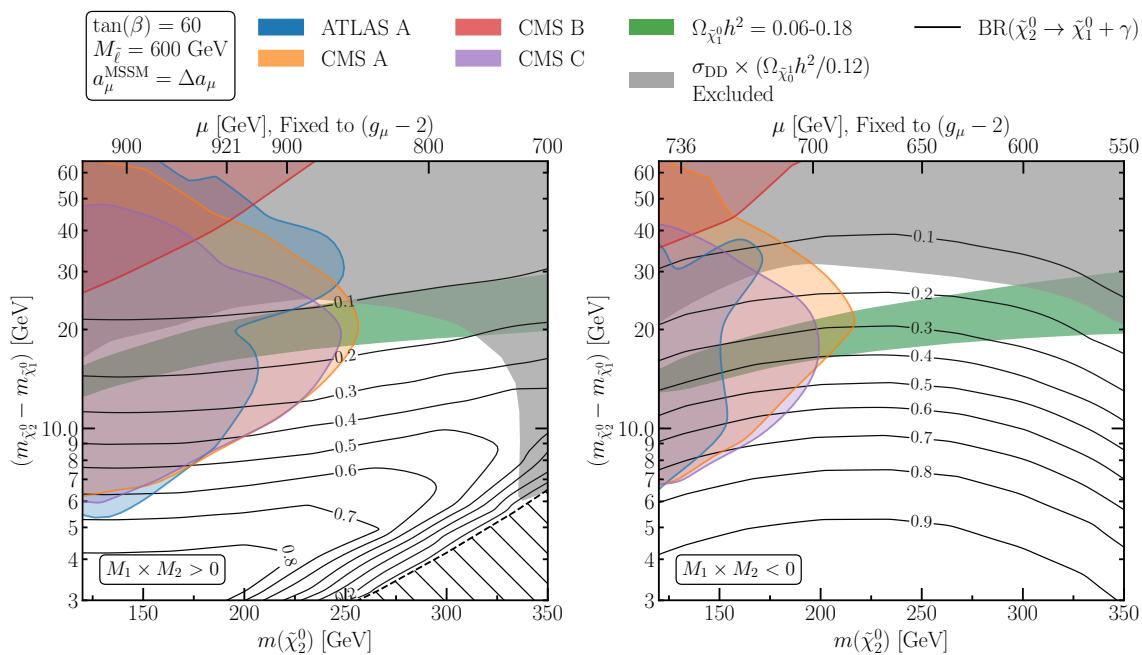 tan(β) = 60
M_ℓ̃ = 600 GeV
a_μ^MSSM = Δa_μ
ATLAS A
CMS A
CMS B
CMS C
Ω_χ̃₁⁰ h² = 0.06-0.18
σ_DD × (Ω_χ̃₀¹ h²/0.12)
Excluded
BR(χ̃₂⁰ → χ̃₁⁰ + γ)
μ [GeV], Fixed to (g_μ − 2)
900 921 900 800 700
(m_χ̃₂⁰ − m_χ̃₁⁰) [GeV]
60
50
40
30
20
10.0
9
8
7
6
5
4
3
0.1
0.2
0.3
0.4
0.5
0.6
0.7
0.8
0.2
M₁ × M₂ > 0
150 200 250 300 350
m(χ̃₂⁰) [GeV]
μ [GeV], Fixed to (g_μ − 2)
736 700 650 600 550
(m_χ̃₂⁰ − m_χ̃₁⁰) [GeV]
60
50
40
30
20
10.0
9
8
7
6
5
4
3
0.1
0.2
0.3
0.4
0.5
0.6
0.7
0.8
0.9
M₁ × M₂ < 0
150 200 250 300 350
m(χ̃₂⁰) [GeV]